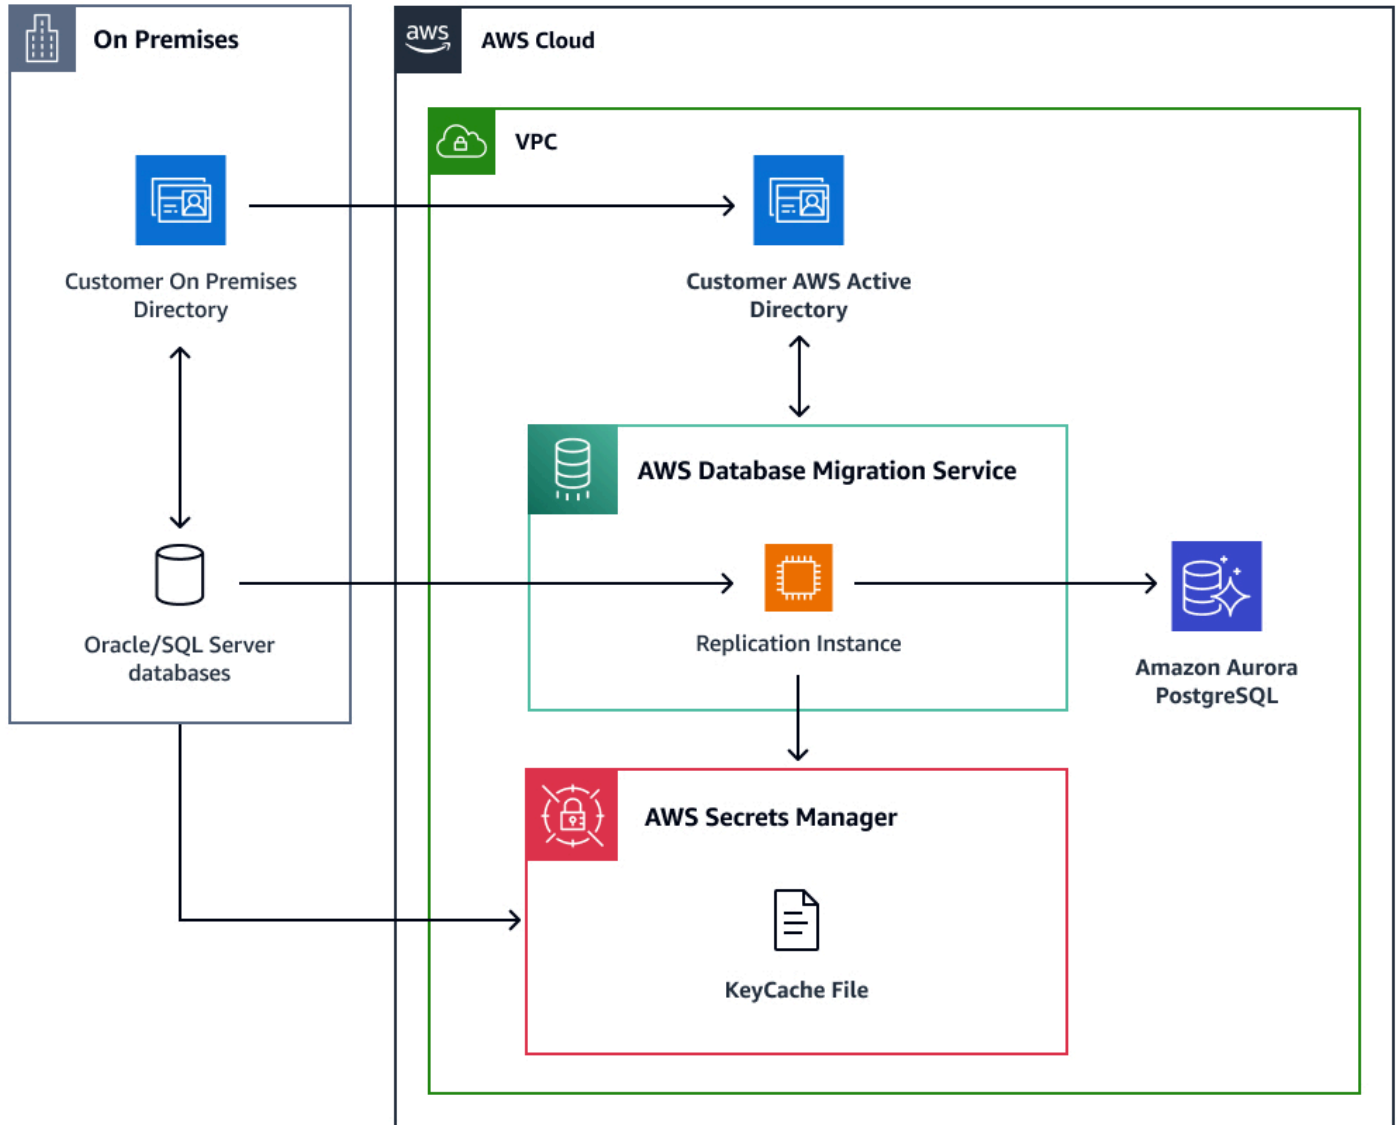 On Premises
aws
AWS Cloud
VPC
Customer On Premises
Directory
Customer AWS Active
Directory
AWS Database Migration Service
Oracle/SQL Server
databases
Replication Instance
Amazon Aurora
PostgreSQL
AWS Secrets Manager
KeyCache File